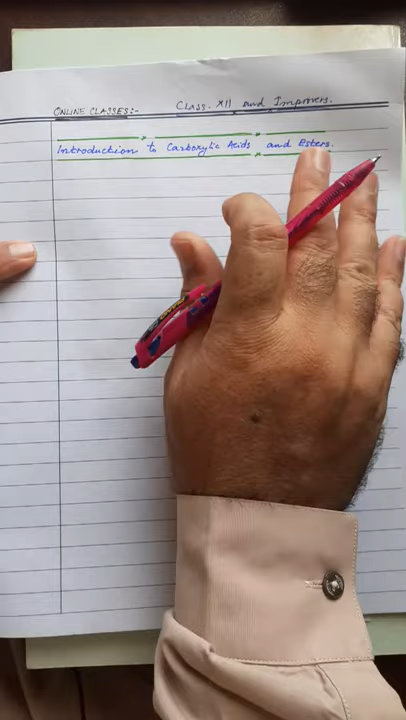 ONLINE CLASSES:- CLASS- XII and Improvers.
Introduction to Carboxylic Acids and Esters.